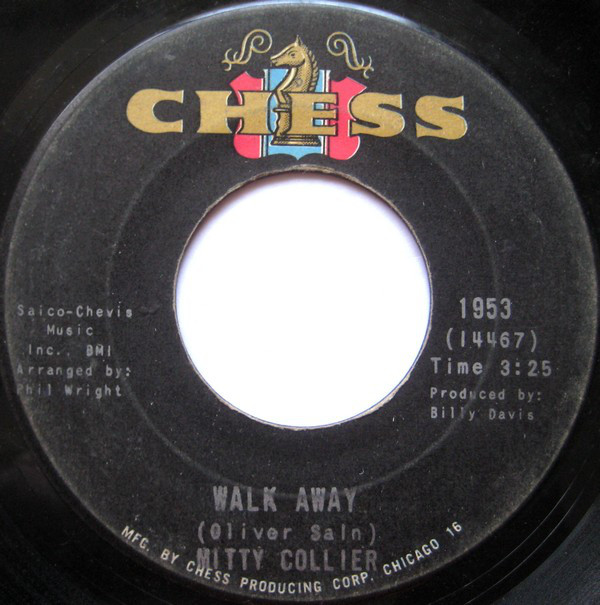 CHESS
Saico-Chevis
Music
Inc., BMI
Arranged by:
Phil Wright
1953
(14467)
Time 3:25
Produced by:
Billy Davis
WALK AWAY
(Oliver Sain)
MITTY COLLIER
MFG. BY CHESS PRODUCING CORP. CHICAGO 16